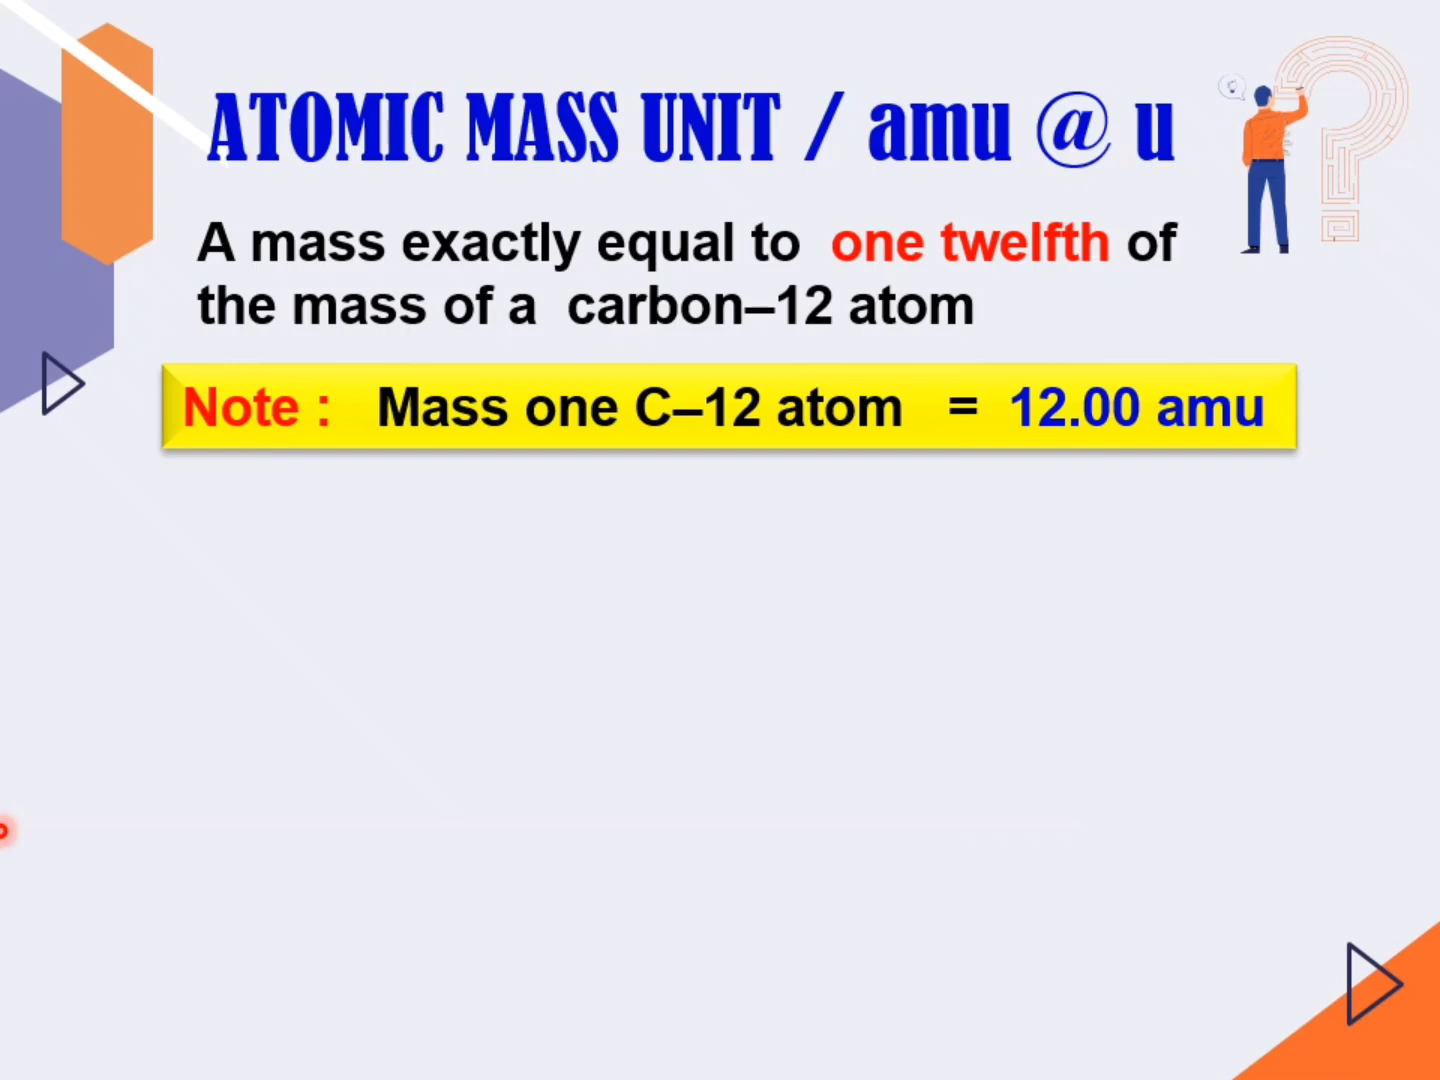 ATOMIC MASS UNIT / amu @ u
A mass exactly equal to one twelfth of
the mass of a carbon–12 atom
Note : Mass one C–12 atom = 12.00 amu